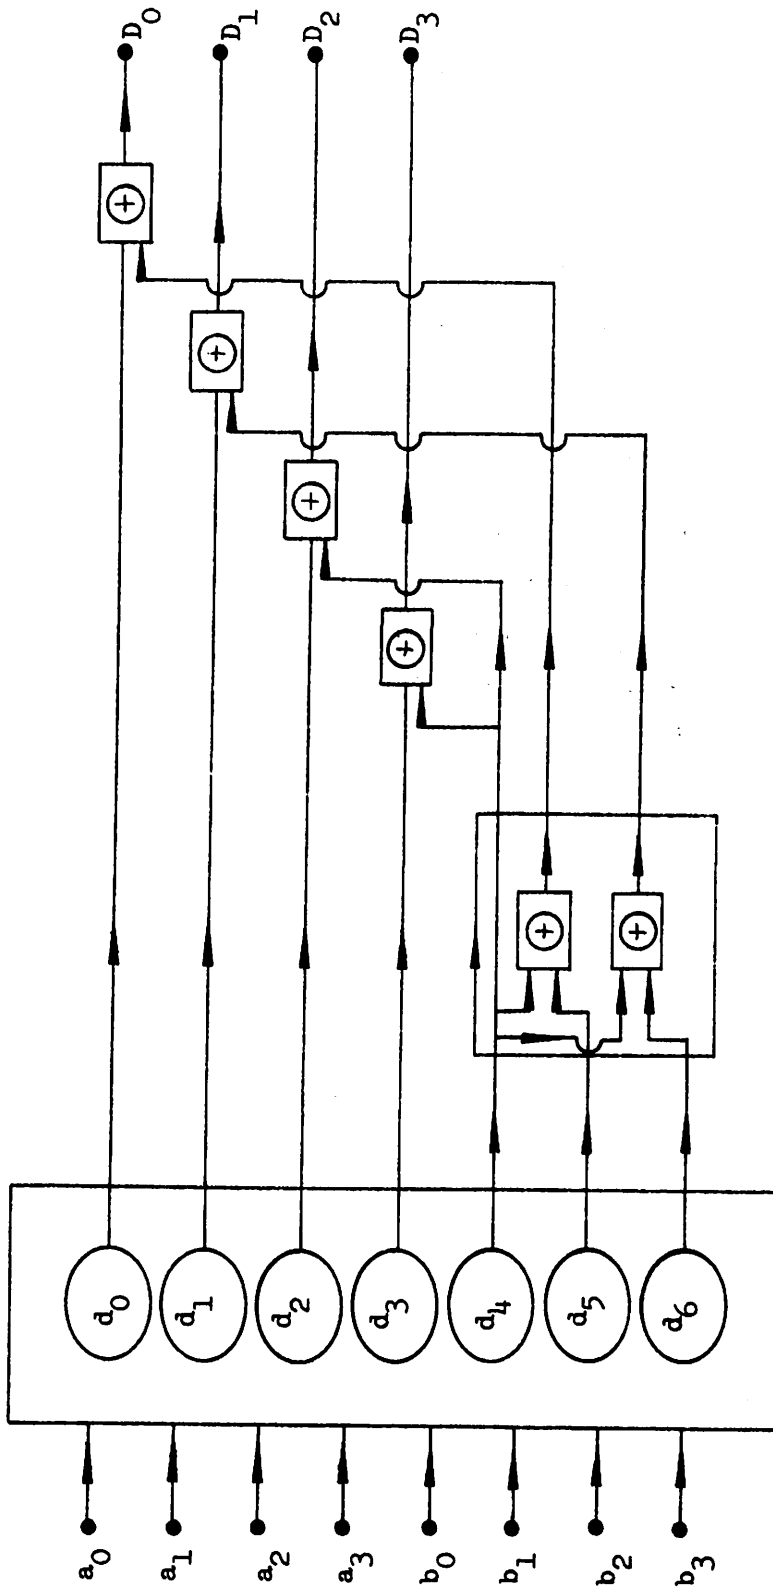 a₀
a₁
a₂
a₃
b₀
b₁
b₂
b₃
d₀
d₁
d₂
d₃
d₄
d₅
d₆
+
+
+
+
+
+
D₀
D₁
D₂
D₃